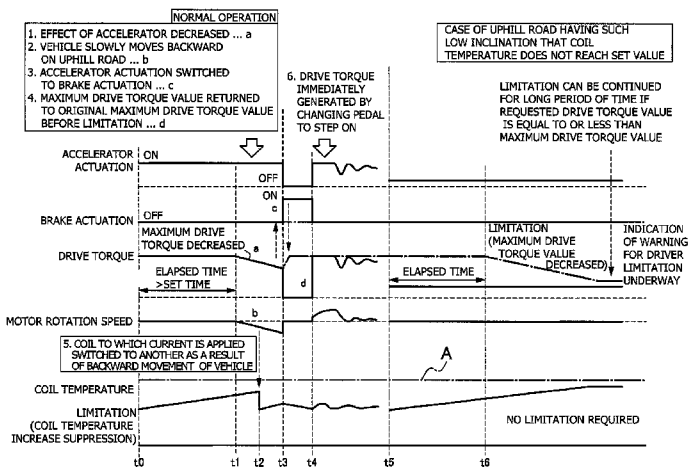 NORMAL OPERATION
1. EFFECT OF ACCELERATOR DECREASED ... a
2. VEHICLE SLOWLY MOVES BACKWARD
ON UPHILL ROAD ... b
3. ACCELERATOR ACTUATION SWITCHED
TO BRAKE ACTUATION ... c
4. MAXIMUM DRIVE TORQUE VALUE RETURNED
TO ORIGINAL MAXIMUM DRIVE TORQUE VALUE
BEFORE LIMITATION ... d
6. DRIVE TORQUE
IMMEDIATELY
GENERATED BY
CHANGING PEDAL
TO STEP ON
CASE OF UPHILL ROAD HAVING SUCH
LOW INCLINATION THAT COIL
TEMPERATURE DOES NOT REACH SET VALUE
LIMITATION CAN BE CONTINUED
FOR LONG PERIOD OF TIME IF
REQUESTED DRIVE TORQUE VALUE
IS EQUAL TO OR LESS THAN
MAXIMUM DRIVE TORQUE VALUE
ACCELERATOR
ACTUATION
ON
OFF
ON
c
BRAKE ACTUATION
OFF
MAXIMUM DRIVE
TORQUE DECREASED
a
DRIVE TORQUE
ELAPSED TIME
>SET TIME
d
ELAPSED TIME
LIMITATION
(MAXIMUM DRIVE
TORQUE VALUE
DECREASED)
INDICATION
OF WARNING
FOR DRIVER
LIMITATION
UNDERWAY
MOTOR ROTATION SPEED
b
5. COIL TO WHICH CURRENT IS APPLIED
SWITCHED TO ANOTHER AS A RESULT
OF BACKWARD MOVEMENT OF VEHICLE
A
COIL TEMPERATURE
LIMITATION
(COIL TEMPERATURE
INCREASE SUPPRESSION)
NO LIMITATION REQUIRED
t0 t1 t2 t3 t4 t5 t6